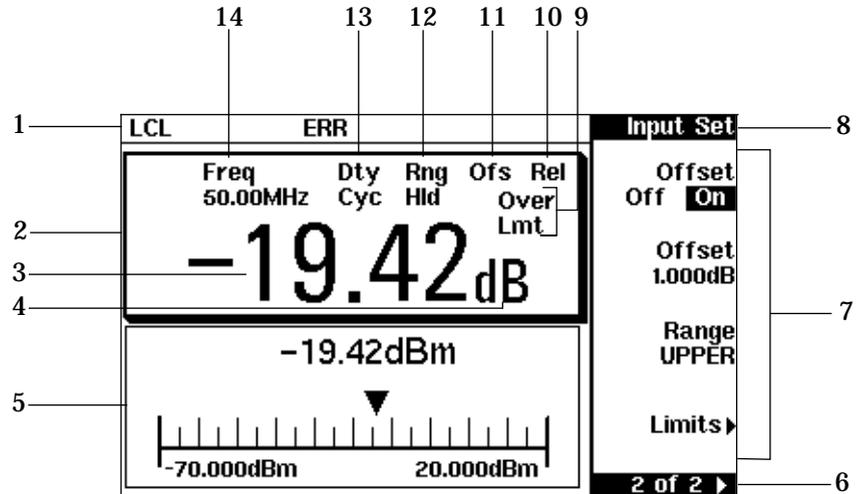 14 13 12 11 10 9
1 LCL ERR Input Set 8
Freq Dty Rng Ofs Rel Offset
50.00MHz Cyc Hld Over Off On
Lmt
2
3 -19.42dB Offset
1.000dB
4
7
Range
UPPER
-19.42dBm
5
Limits
-70.000dBm 20.000dBm
2 of 2 6